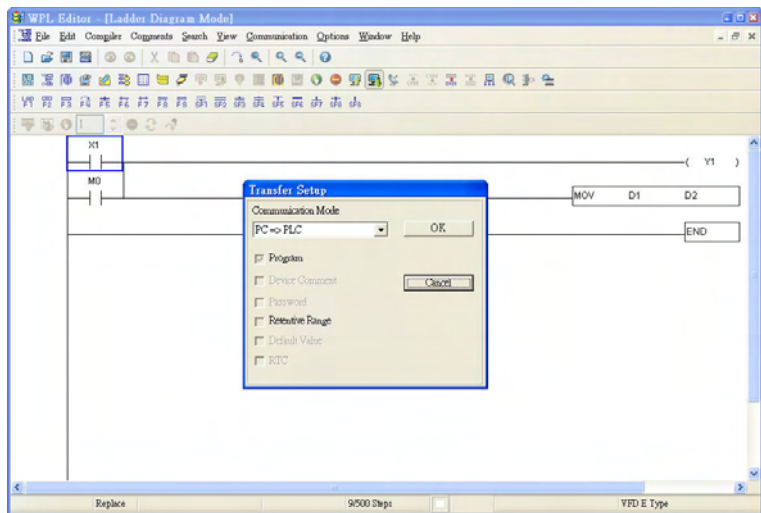 WPL Editor - [Ladder Diagram Mode]
File Edit Compiler Comments Search View Communication Options Window Help
1
X1
( Y1 )
M0
MOV D1 D2
END
Transfer Setup
Communication Mode
PC => PLC
OK
Program
Device Comment
Cancel
Password
Retentive Range
Default Value
RTC
Replace 9/500 Steps VFD E Type